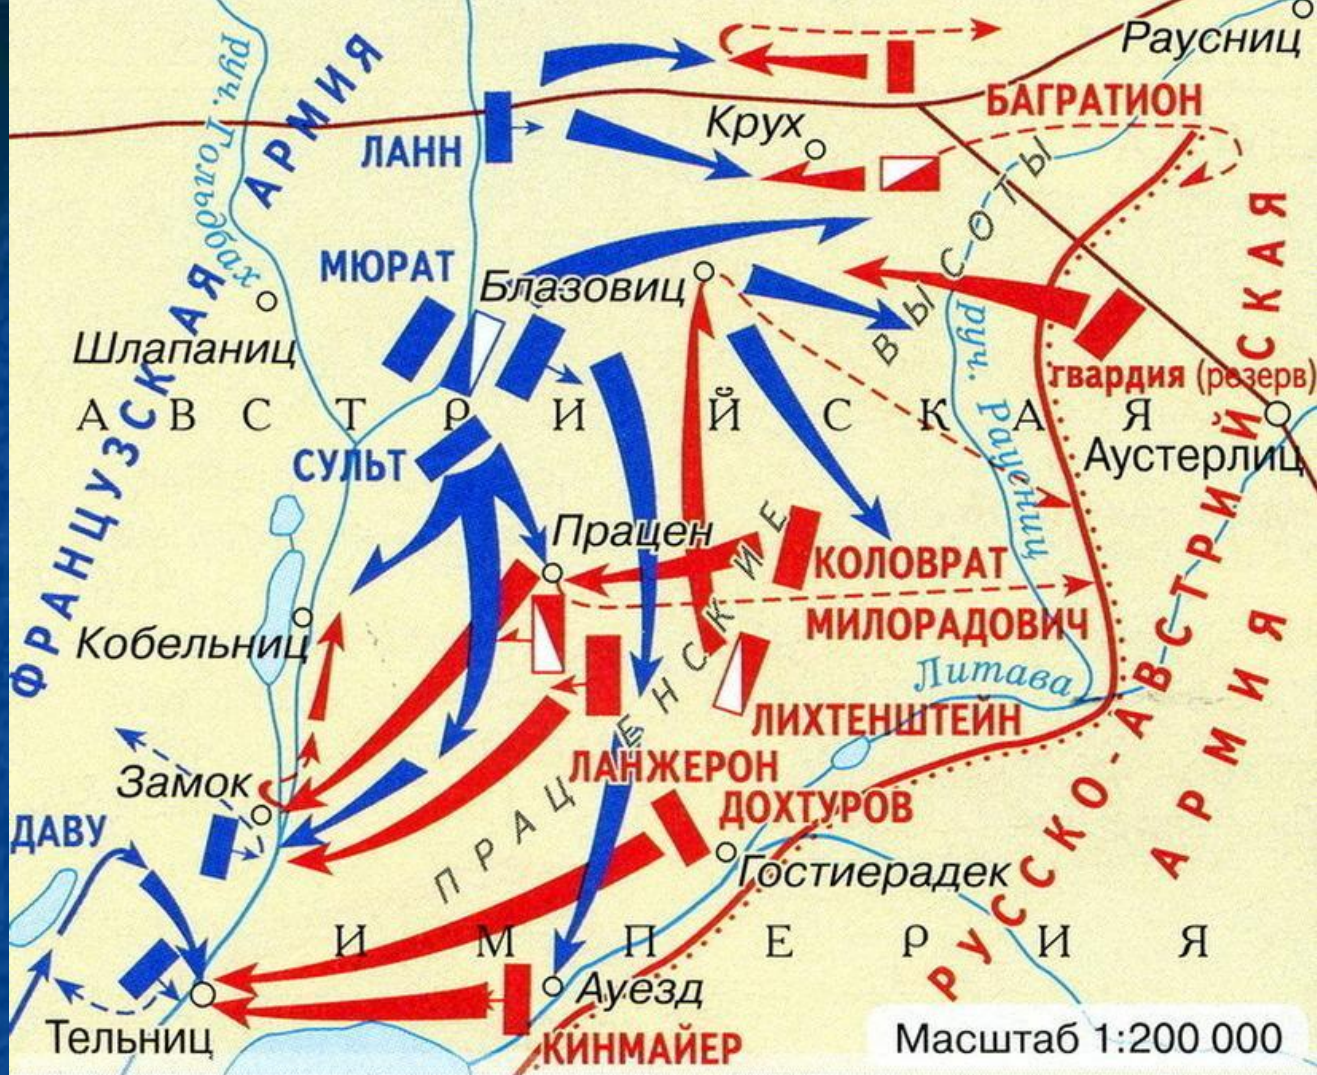 Раусниц
руч. Гольдбах
ФРАНЦУЗСКАЯ АРМИЯ
БАГРАТИОН
Крух
ЛАНН
МЮРАТ
Блазовиц
Шлапаниц
гвардия (резерв)
АВСТРИЙСКАЯ
СУЛЬТ
руч. Раусниц
Аустерлиц
Працен
КОЛОВРАТ
МИЛОРАДОВИЧ
Кобельниц
Литава
ЛИХТЕНШТЕЙН
ПРАЦЕНСКИЕ ВЫСОТЫ
ЛАНЖЕРОН
Замок
ДОХТУРОВ
ДАВУ
Гостиерадек
ИМПЕРИЯ
РУССКО-АВСТРИЙСКАЯ
АРМИЯ
Ауезд
Тельниц
КИНМАЙЕР
Масштаб 1:200 000